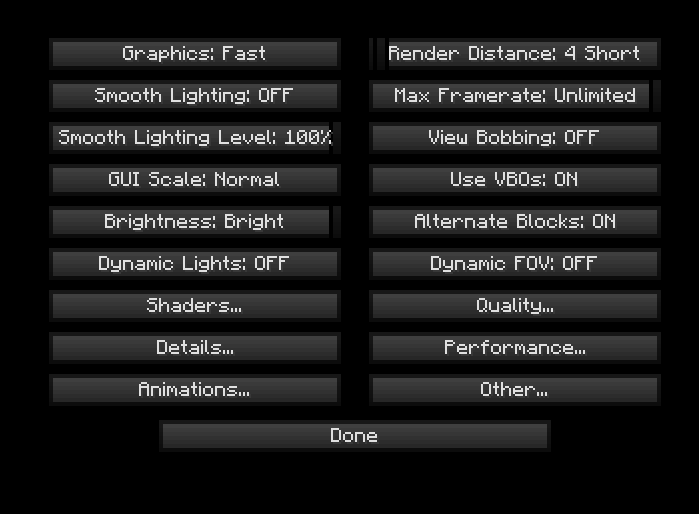 Graphics: Fast
Render Distance: 4 Short
Smooth Lighting: OFF
Max Framerate: Unlimited
Smooth Lighting Level: 100%
View Bobbing: OFF
GUI Scale: Normal
Use VBOs: ON
Brightness: Bright
Alternate Blocks: ON
Dynamic Lights: OFF
Dynamic FOV: OFF
Shaders...
Quality...
Details...
Performance...
Animations...
Other...
Done